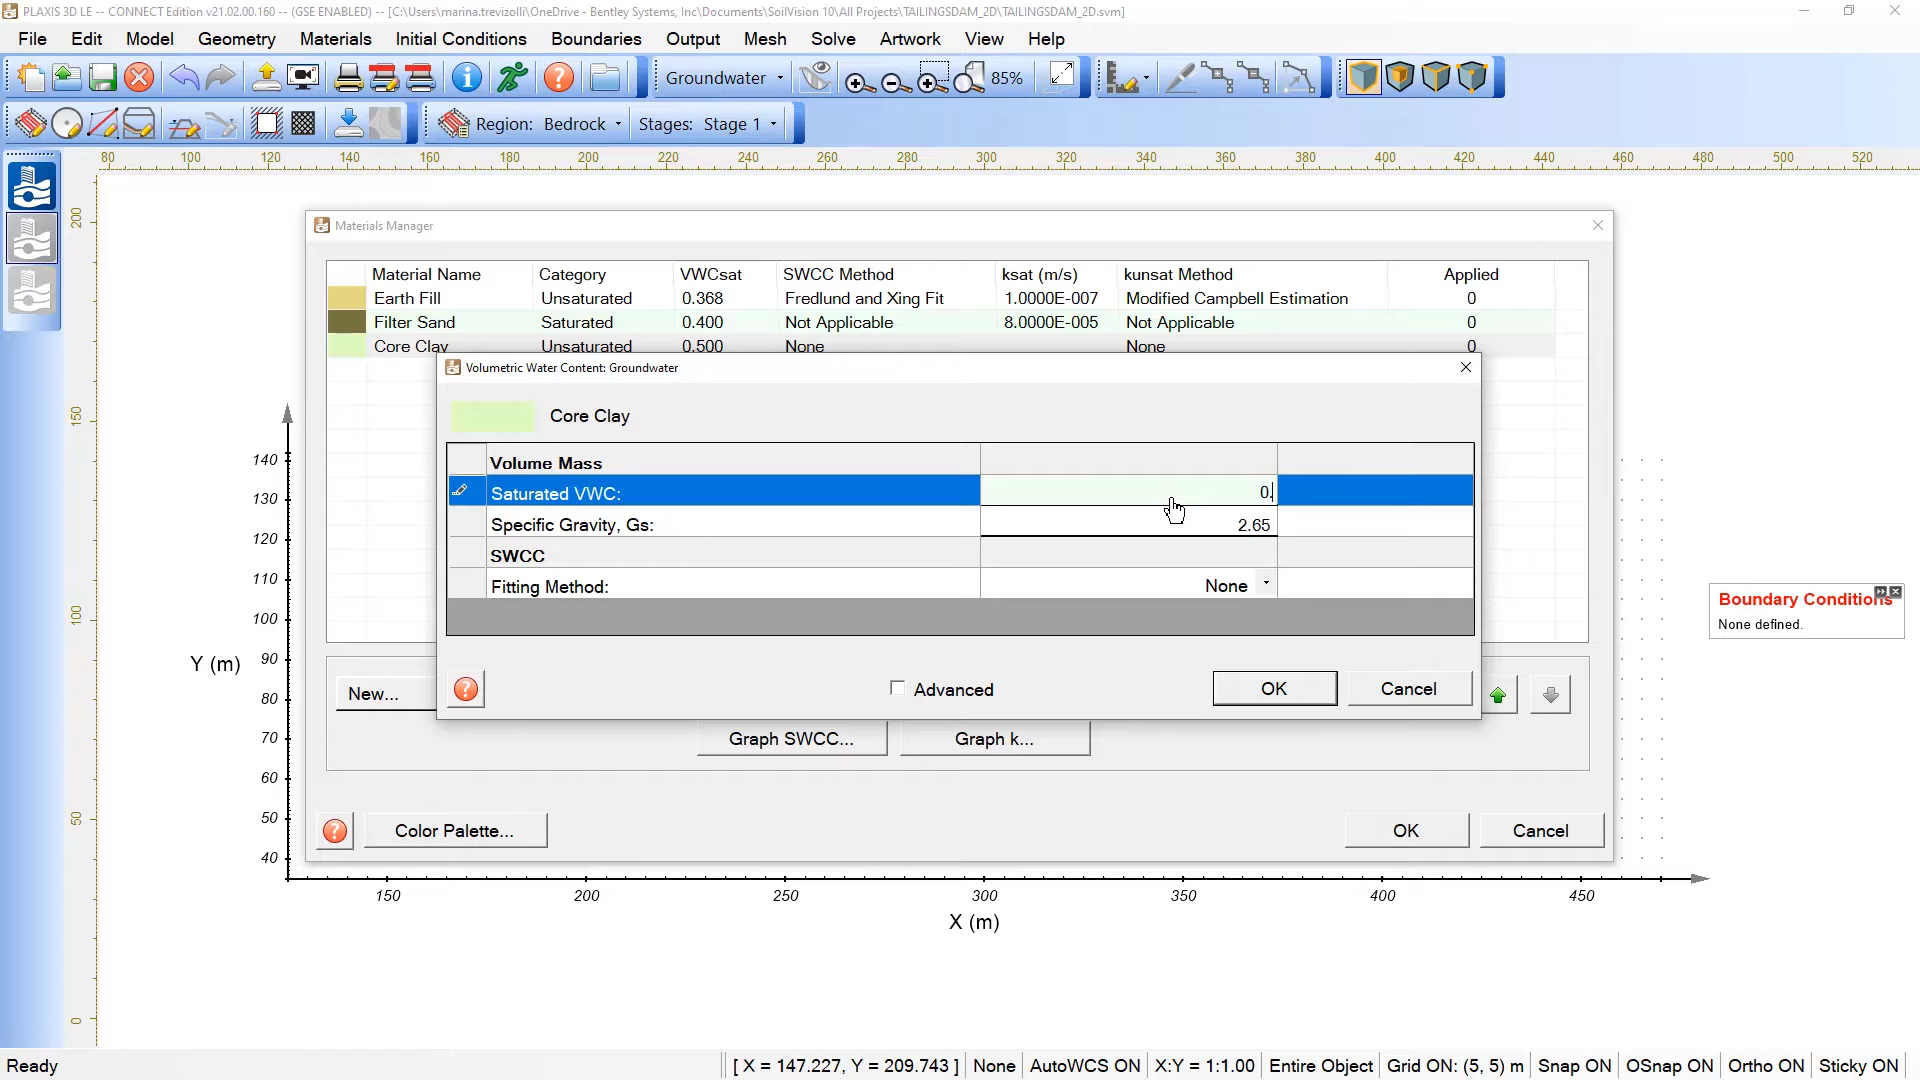 PLAXIS 3D LE -- CONNECT Edition v21.02.00.160 -- (GSE ENABLED) -- [C:\Users\marina.trevizolli\OneDrive - Bentley Systems, Inc\Documents\SoilVision 10\All Projects\TAILINGSDAM_2D\TAILINGSDAM_2D.svm]
File Edit Model Geometry Materials Initial Conditions Boundaries Output Mesh Solve Artwork View Help
Groundwater 85%
Region: Bedrock Stages: Stage 1
80 100 120 140 160 180 200 220 240 260 280 300 320 340 360 380 400 420 440 460 480 500 520
200
150
100
50
0
Materials Manager
Material Name Category VWCsat SWCC Method ksat (m/s) kunsat Method Applied
Earth Fill Unsaturated 0.368 Fredlund and Xing Fit 1.0000E-007 Modified Campbell Estimation 0
Filter Sand Saturated 0.400 Not Applicable 8.0000E-005 Not Applicable 0
Core Clay Unsaturated 0.500 None None 0
Volumetric Water Content: Groundwater
Core Clay
Volume Mass
Saturated VWC: 0.
Specific Gravity, Gs: 2.65
SWCC
Fitting Method: None
Advanced OK Cancel
New...
Graph SWCC... Graph k...
Color Palette... OK Cancel
Boundary Conditions
None defined.
140
130
120
110
100
90
80
70
60
50
40
Y (m)
150 200 250 300 350 400 450
X (m)
Ready [ X = 147.227, Y = 209.743 ] None AutoWCS ON X:Y = 1:1.00 Entire Object Grid ON: (5, 5) m Snap ON OSnap ON Ortho ON Sticky ON